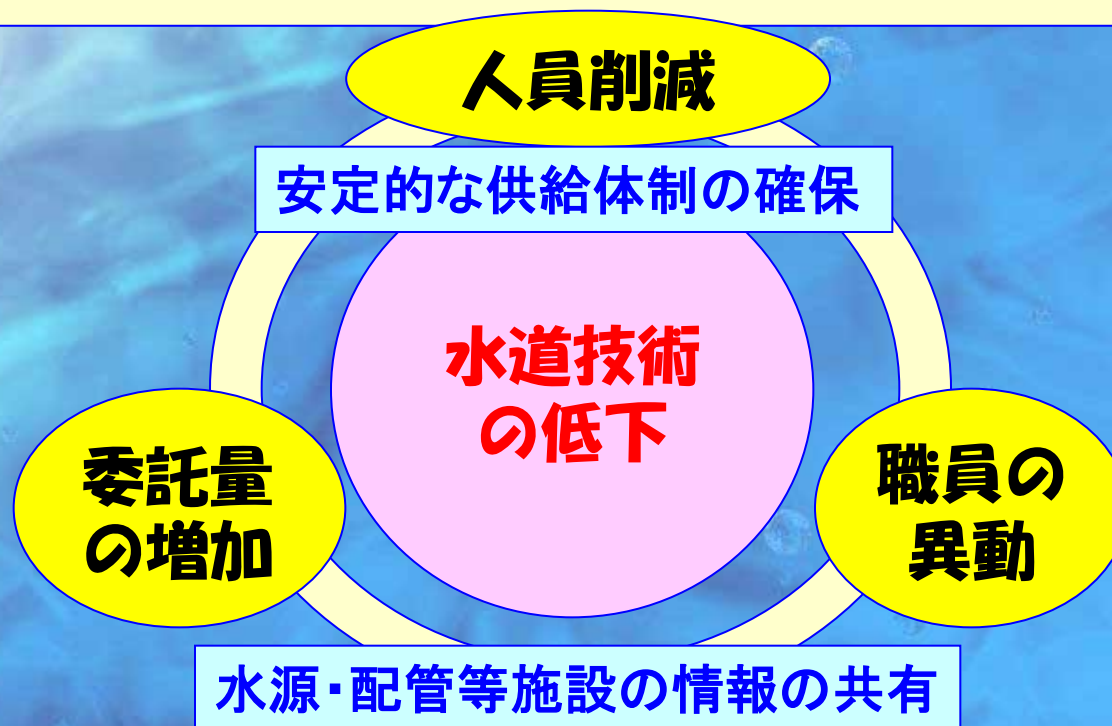 人員削減
安定的な供給体制の確保
水道技術
の低下
委託量
の増加
職員の
異動
水源・配管等施設の情報の共有